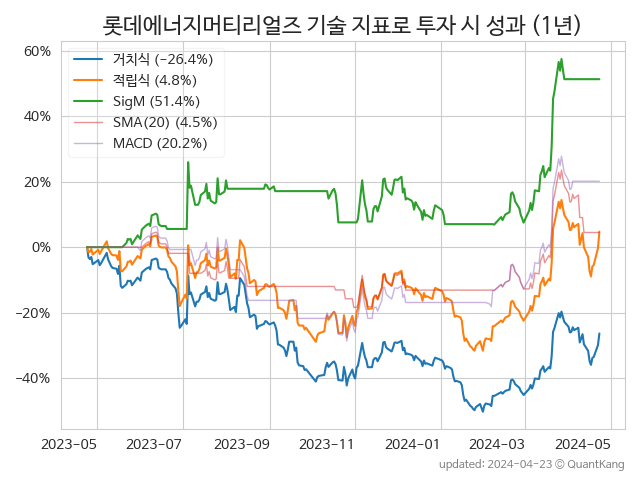 롯데에너지머티리얼즈 기술 지표로 투자 시 성과 (1년)
거치식 (-26.4%)
적립식 (4.8%)
SigM (51.4%)
SMA(20) (4.5%)
MACD (20.2%)
60%
40%
20%
0%
−20%
−40%
2023-05 2023-07 2023-09 2023-11 2024-01 2024-03 2024-05
updated: 2024-04-23 © QuantKang